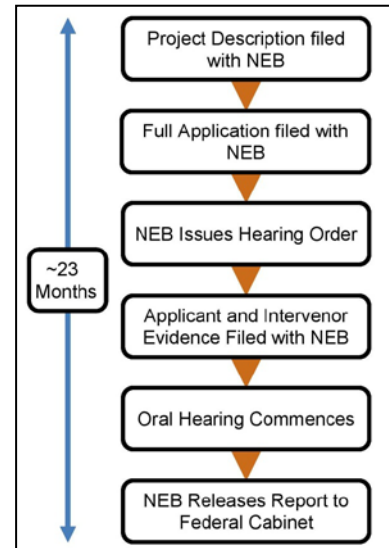 Project Description filed
with NEB
Full Application filed with
NEB
NEB Issues Hearing Order
~23
Months
Applicant and Intervenor
Evidence Filed with NEB
Oral Hearing Commences
NEB Releases Report to
Federal Cabinet